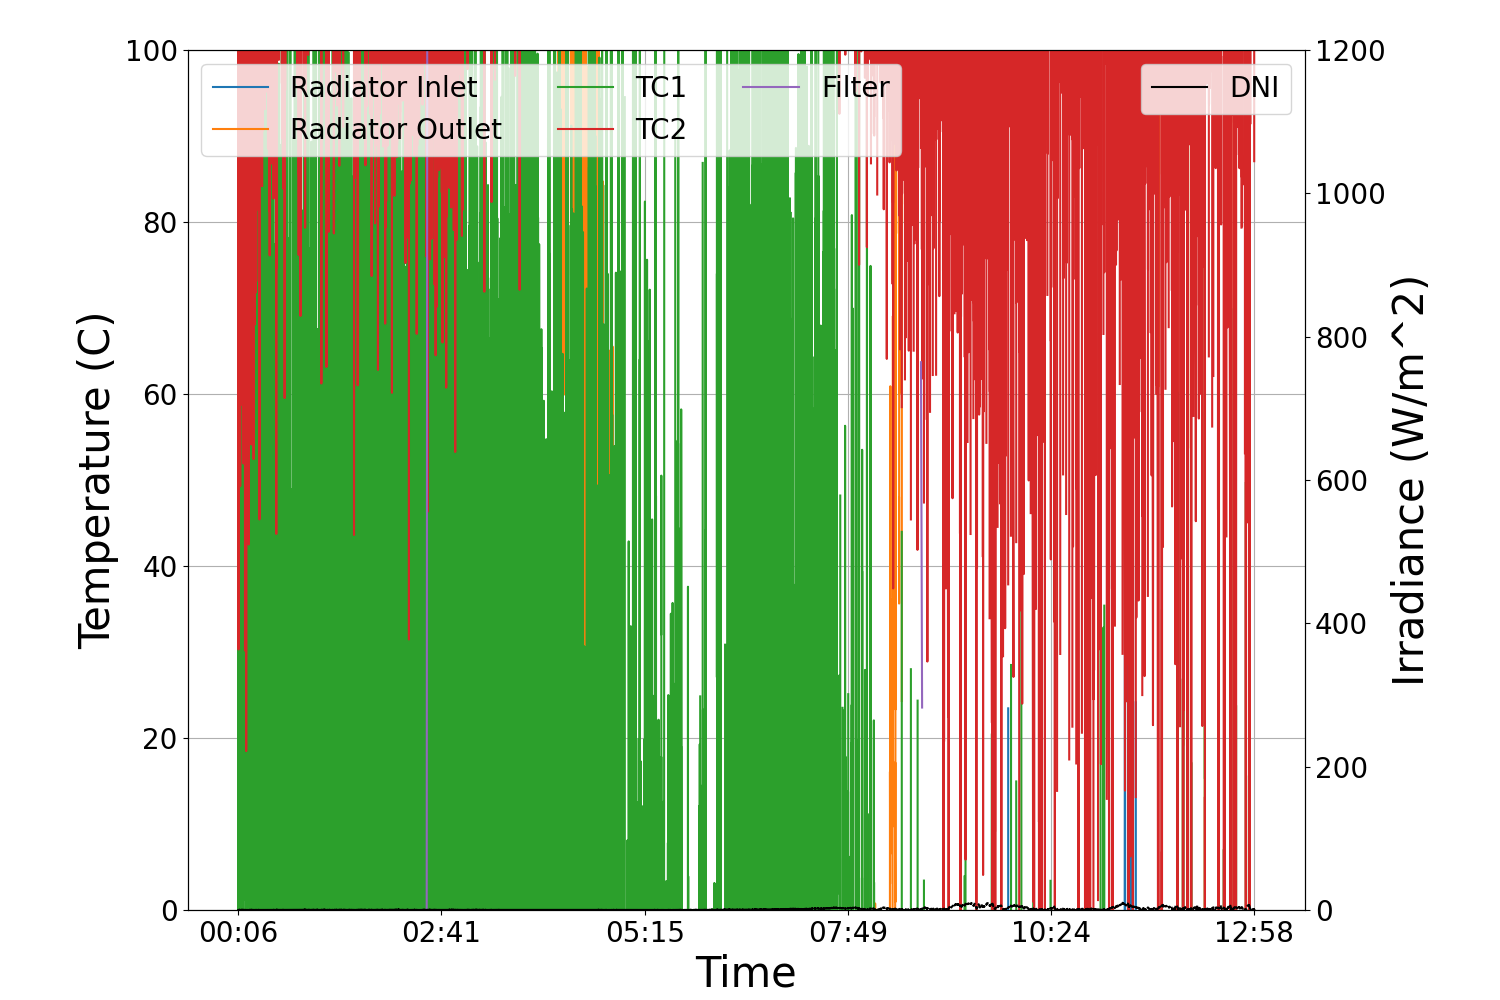 100
80
60
40
20
0
Temperature (C)
Radiator Inlet
Radiator Outlet
TC1
TC2
Filter
DNI
1200
1000
800
600
400
200
0
Irradiance (W/m^2)
00:06
02:41
05:15
07:49
10:24
12:58
Time